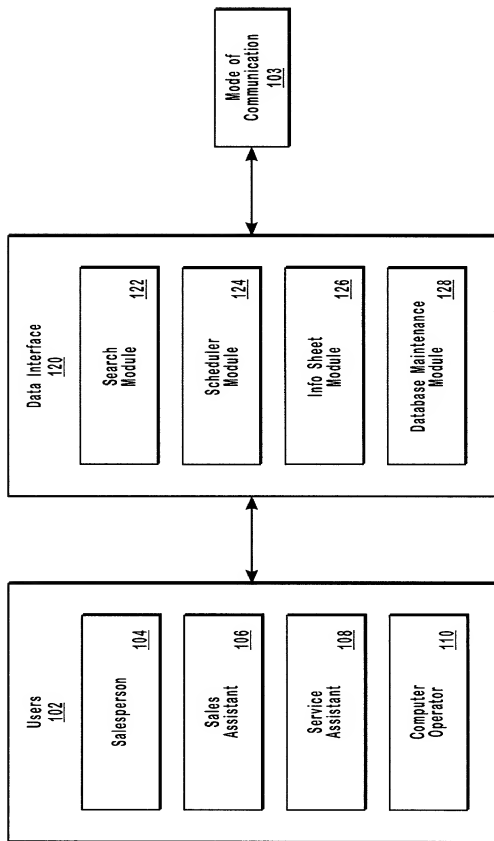 Users
102
Salesperson
104
Sales
Assistant
106
Service
Assistant
108
Computer
Operator
110
Data Interface
120
Search
Module
122
Scheduler
Module
124
Info Sheet
Module
126
Database Maintenance
Module
128
Mode of
Communication
103